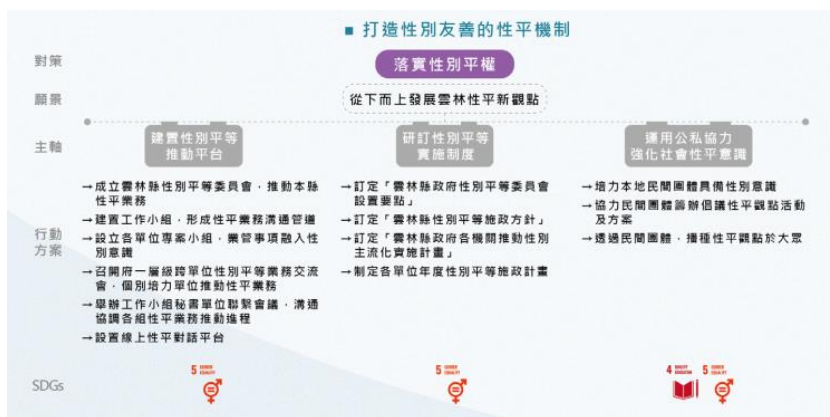 ■ 打造性別友善的性平機制
對策
落實性別平權
願景
從下而上發展雲林性平新觀點
主軸
建置性別平等
推動平台
研訂性別平等
實施制度
運用公私協力
強化社會性平意識
行動
方案
→成立雲林縣性別平等委員會，推動本縣
性平業務
→建置工作小組，形成性平業務溝通管道
→設立各單位專案小組，業管事項融入性
別意識
→召開府一層級跨單位性別平等業務交流
會，個別培力單位推動性平業務
→舉辦工作小組秘書單位聯繫會議，溝通
協調各組性平業務推動進程
→設置線上性平對話平台
→訂定「雲林縣政府性別平等委員會
設置要點」
→訂定「雲林縣性別平等施政方針」
→訂定「雲林縣政府各機關推動性別
主流化實施計畫」
→制定各單位年度性別平等施政計畫
→培力本地民間團體具備性別意識
→協力民間團體籌辦倡議性平觀點活動
及方案
→透過民間團體，播種性平觀點於大眾
SDGs
5 GENDER
EQUALITY
5 GENDER
EQUALITY
4 QUALITY
EDUCATION
5 GENDER
EQUALITY